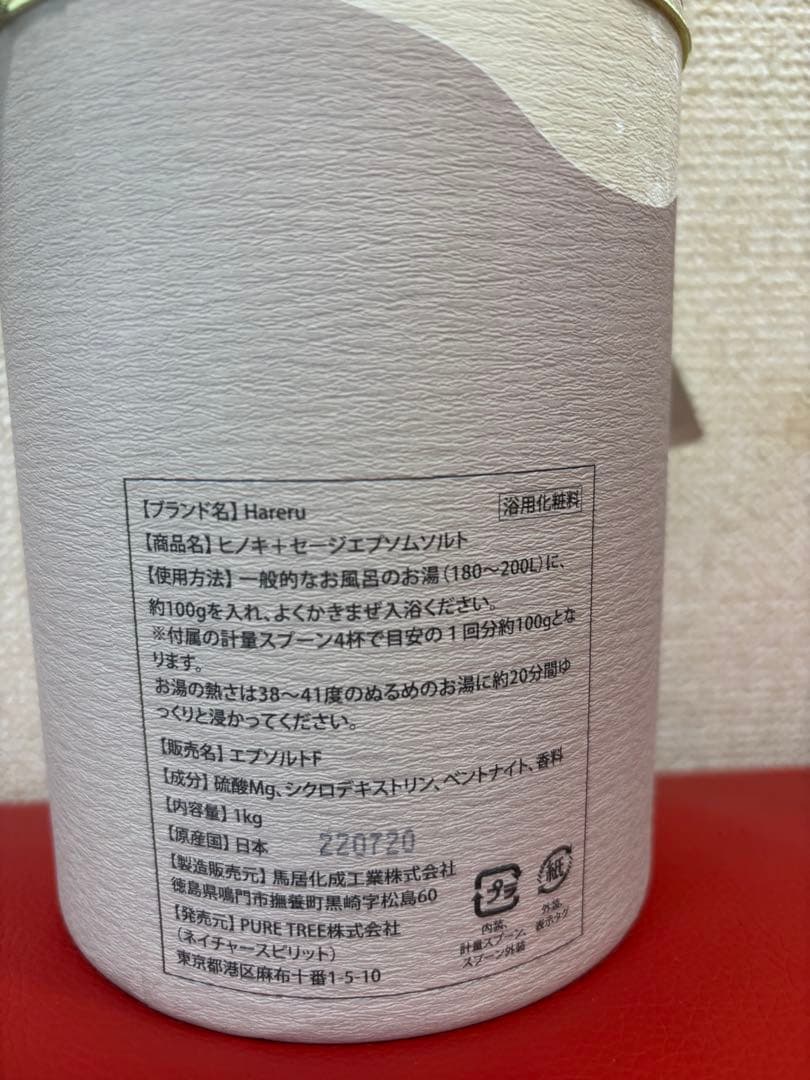 【ブランド名】Hareru
浴用化粧料
【商品名】ヒノキ+セージエプソムソルト
【使用方法】一般的なお風呂のお湯(180〜200L)に、
約100gを入れ、よくかきまぜ入浴ください。
※付属の計量スプーン4杯で目安の1回分約100gとな
ります。
お湯の熱さは38〜41度のぬるめのお湯に約20分間ゆ
っくりと浸かってください。
【販売名】エプソルトF
【成分】硫酸Mg、シクロデキストリン、ベントナイト、香料
【内容量】1kg
【原産国】日本
220720
【製造販売元】馬居化成工業株式会社
徳島県鳴門市撫養町黒崎字松島60
【発売元】PURE TREE株式会社
(ネイチャースピリット)
東京都港区麻布十番1-5-10
プラ
内装、
計量スプーン、
スプーン外装
紙
外装、
表示タグ